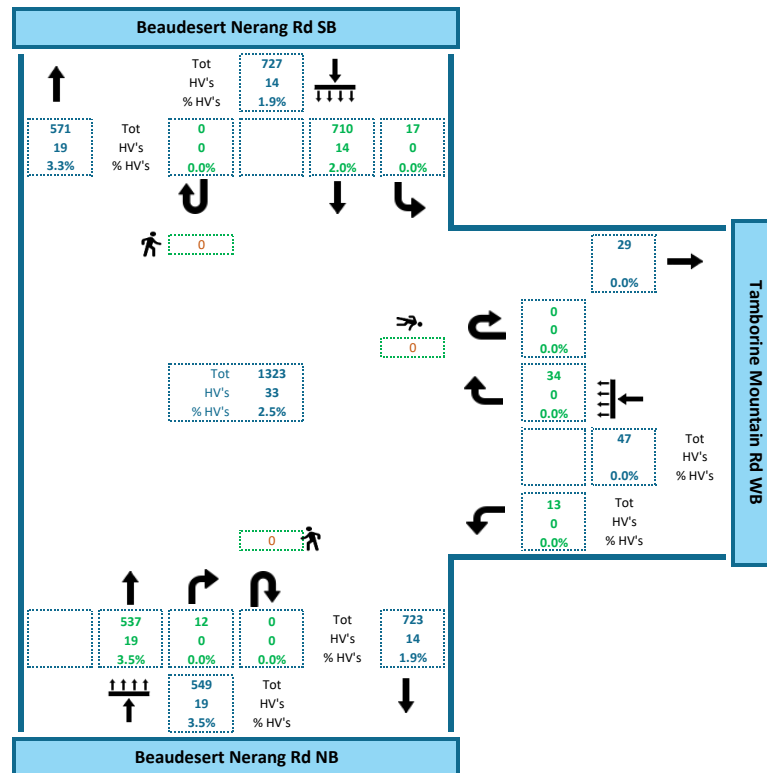 Beaudesert Nerang Rd SB
Tot 727
HV's 14
% HV's 1.9%
571 Tot 0 710 17
19 HV's 0 14 0
3.3% % HV's 0.0% 2.0% 0.0%
0
29
0.0%
0
0
0.0%
0
Tot 1323
HV's 33
% HV's 2.5%
34
0
0.0%
47 Tot
HV's
0.0% % HV's
13 Tot
0 HV's
0.0% % HV's
Tamborine Mountain Rd WB
0
537 12 0 Tot 723
19 0 0 HV's 14
3.5% 0.0% 0.0% % HV's 1.9%
549 Tot
19 HV's
3.5% % HV's
Beaudesert Nerang Rd NB